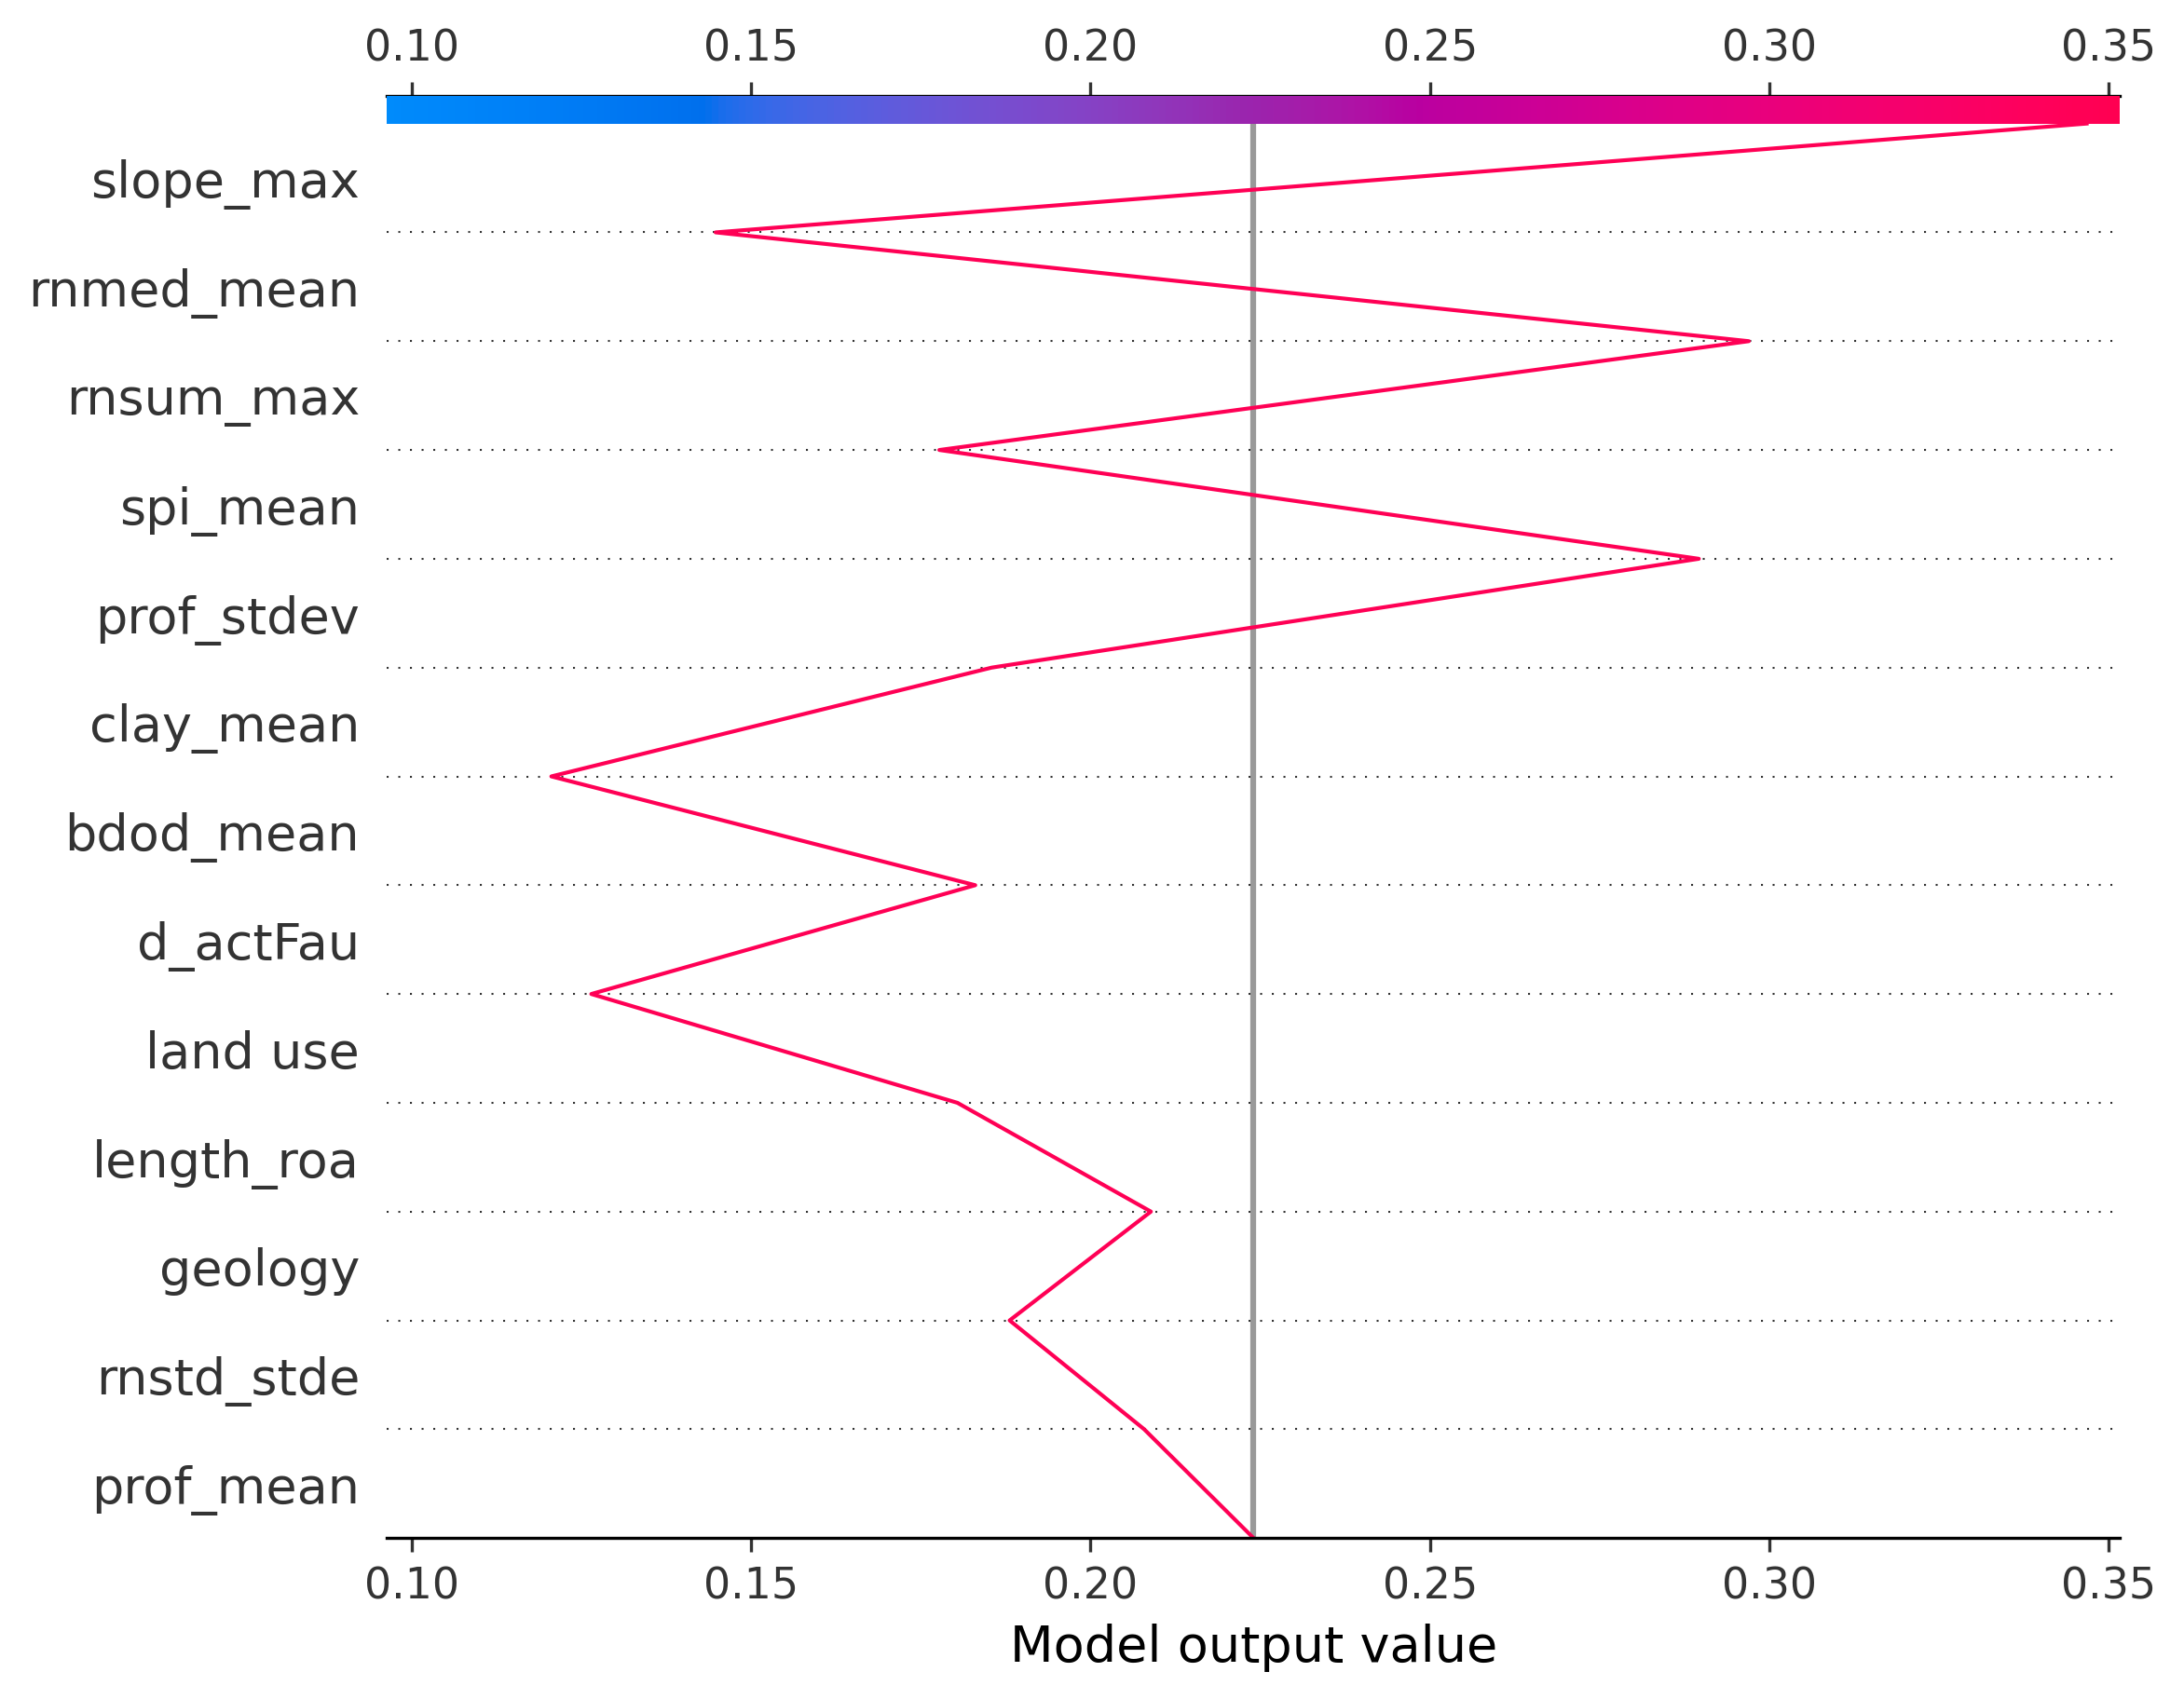 0.10 0.15 0.20 0.25 0.30 0.35
slope_max
rnmed_mean
rnsum_max
spi_mean
prof_stdev
clay_mean
bdod_mean
d_actFau
land use
length_roa
geology
rnstd_stde
prof_mean
0.10 0.15 0.20 0.25 0.30 0.35
Model output value